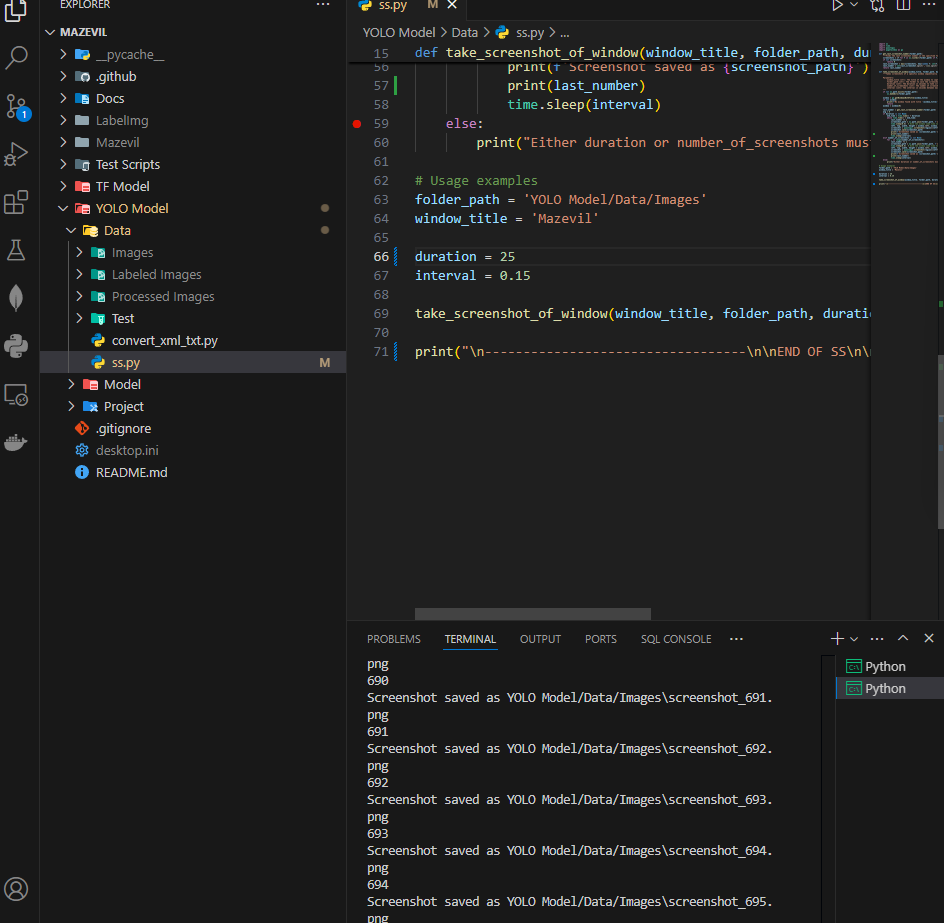 EXPLORER
ss.py M
MAZEVIL
__pycache__
.github
Docs
LabelImg
Mazevil
Test Scripts
TF Model
YOLO Model
Data
Images
Labeled Images
Processed Images
Test
convert_xml_txt.py
ss.py M
Model
Project
.gitignore
desktop.ini
README.md
1
YOLO Model > Data > ss.py > ...
15 def take_screenshot_of_window(window_title, folder_path, du
56 print(f"Screenshot saved as {screenshot_path}")
57 print(last_number)
58 time.sleep(interval)
59 else:
60 print("Either duration or number_of_screenshots mus
61
62 # Usage examples
63 folder_path = 'YOLO Model/Data/Images'
64 window_title = 'Mazevil'
65
66 duration = 25
67 interval = 0.15
68
69 take_screenshot_of_window(window_title, folder_path, duratio
70
71 print("\n----------------------------------\n\nEND OF SS\n\
PROBLEMS TERMINAL OUTPUT PORTS SQL CONSOLE
png
690
Screenshot saved as YOLO Model/Data/Images\screenshot_691.
png
691
Screenshot saved as YOLO Model/Data/Images\screenshot_692.
png
692
Screenshot saved as YOLO Model/Data/Images\screenshot_693.
png
693
Screenshot saved as YOLO Model/Data/Images\screenshot_694.
png
694
Screenshot saved as YOLO Model/Data/Images\screenshot_695.
png
Python
Python